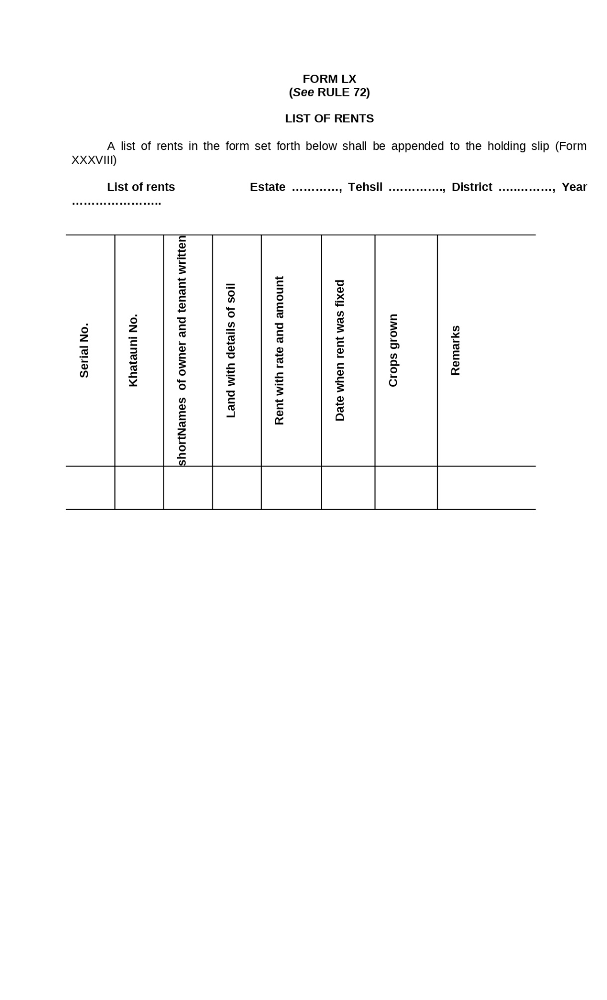 FORM LX
(See RULE 72)
LIST OF RENTS
A list of rents in the form set forth below shall be appended to the holding slip (Form
XXXVIII)
List of rents Estate …………, Tehsil ………….., District …..………, Year
…………………..
Serial No.
Khatauni No.
shortNames of owner and tenant written
Land with details of soil
Rent with rate and amount
Date when rent was fixed
Crops grown
Remarks